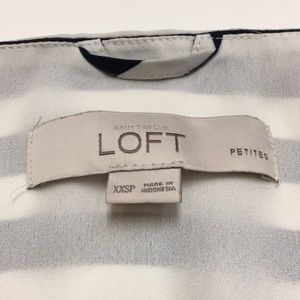 ANN TAYLOR
LOFT
PETITES
XXSP
MADE IN
INDONESIA